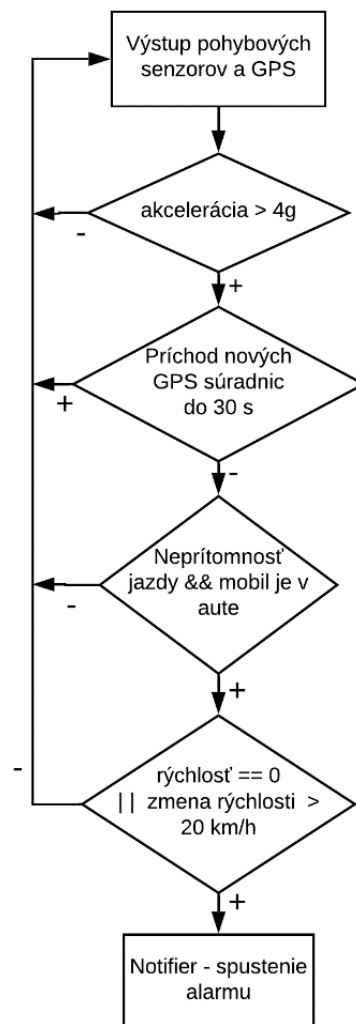 Výstup pohybových
senzorov a GPS
akcelerácia > 4g
-
+
Príchod nových
GPS súradnic
do 30 s
+
-
Neprítomnosť
jazdy && mobil je v
aute
-
+
rýchlosť == 0
|| zmena rýchlosti >
20 km/h
-
+
Notifier - spustenie
alarmu